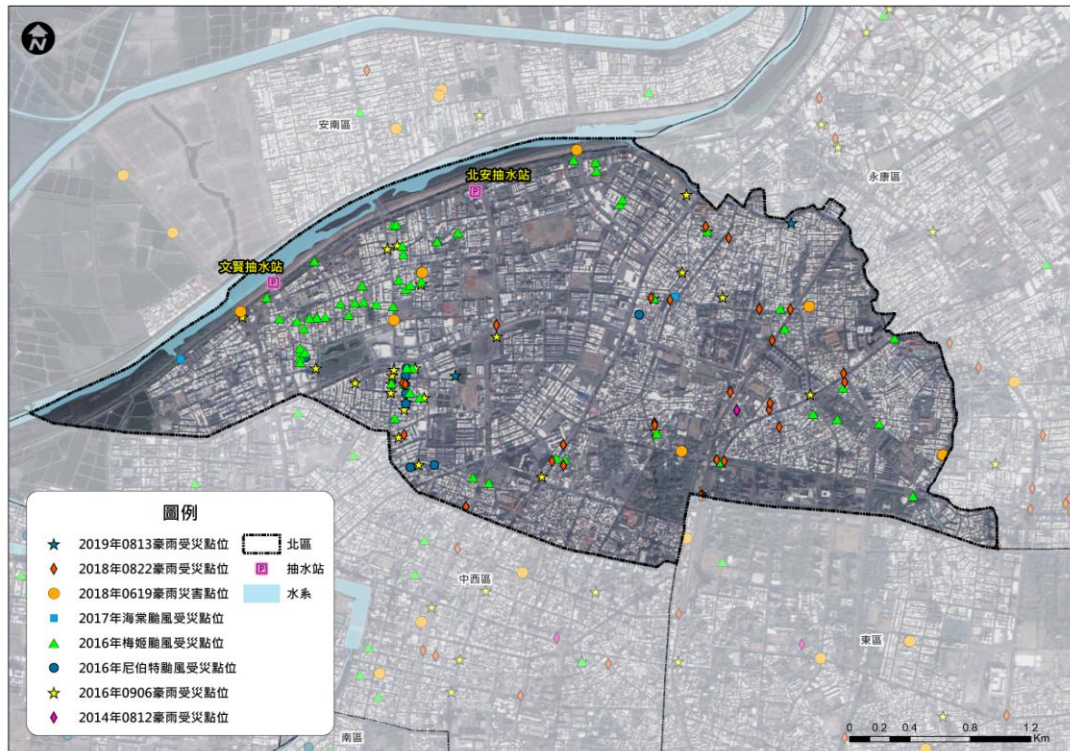 N
安南區
永康區
北安抽水站
P
文賢抽水站
P
中西區
東區
南區
圖例
2019年0813豪雨受災點位
2018年0822豪雨受災點位
2018年0619豪雨災害點位
2017年海棠颱風受災點位
2016年梅姬颱風受災點位
2016年尼伯特颱風受災點位
2016年0906豪雨受災點位
2014年0812豪雨受災點位
北區
P 抽水站
水系
0 0.2 0.4 0.8 1.2
Km